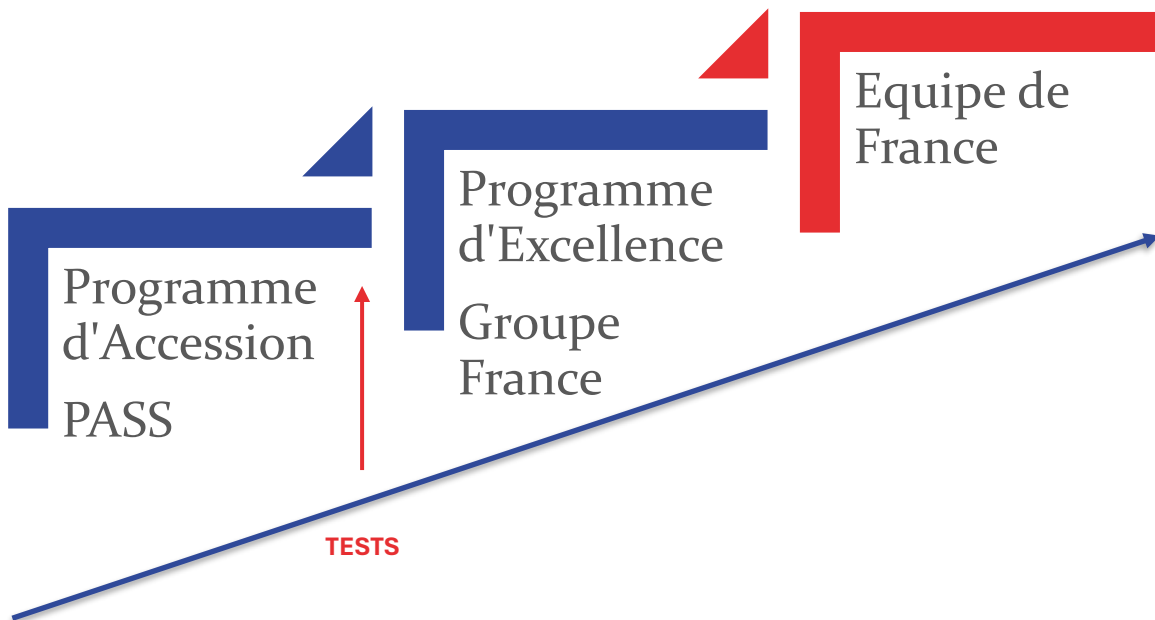 Equipe de
France
Programme
d'Excellence
Groupe
France
Programme
d'Accession
PASS
TESTS